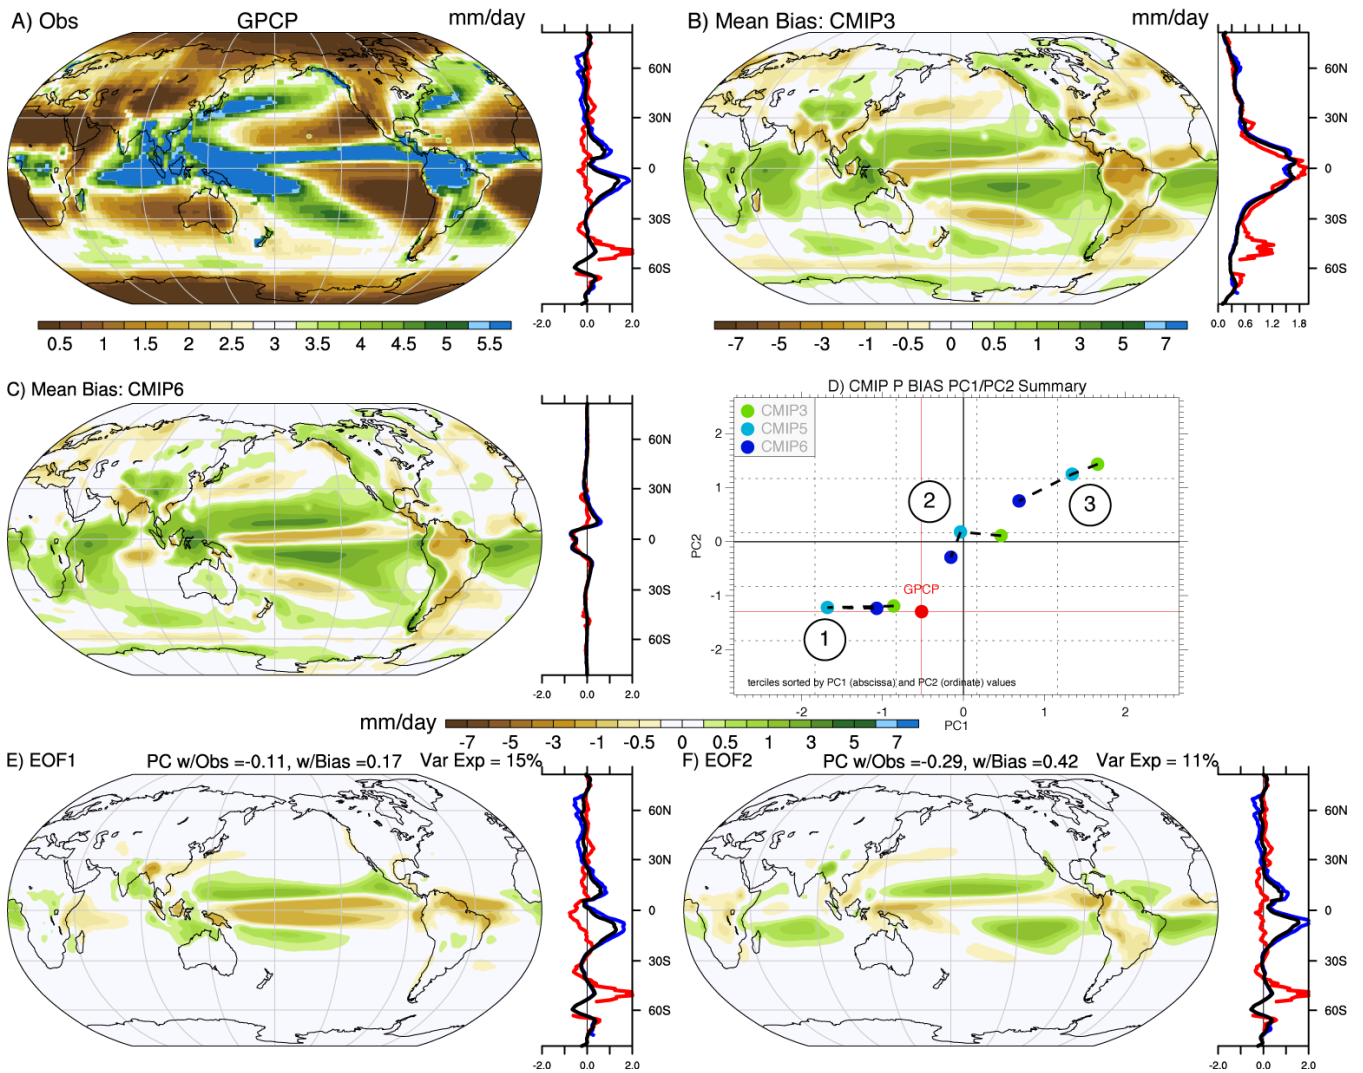 A) Obs GPCP mm/day
60N
30N
0
30S
60S
-2.0 0.0 2.0
0.5 1 1.5 2 2.5 3 3.5 4 4.5 5 5.5
B) Mean Bias: CMIP3 mm/day
60N
30N
0
30S
60S
0.0 0.6 1.2 1.8
-7 -5 -3 -1 -0.5 0 0.5 1 3 5 7
C) Mean Bias: CMIP6
60N
30N
0
30S
60S
-2.0 0.0 2.0
D) CMIP P BIAS PC1/PC2 Summary
CMIP3
CMIP5
CMIP6
2
1
0
-1
-2
PC2
2
3
GPCP
1
terciles sorted by PC1 (abscissa) and PC2 (ordinate) values
-2 -1 0 1 2
PC1
mm/day
-7 -5 -3 -1 -0.5 0 0.5 1 3 5 7
E) EOF1 PC w/Obs =-0.11, w/Bias =0.17 Var Exp = 15%
60N
30N
0
30S
60S
-2.0 0.0 2.0
F) EOF2 PC w/Obs =-0.29, w/Bias =0.42 Var Exp = 11%
60N
30N
0
30S
60S
-2.0 0.0 2.0